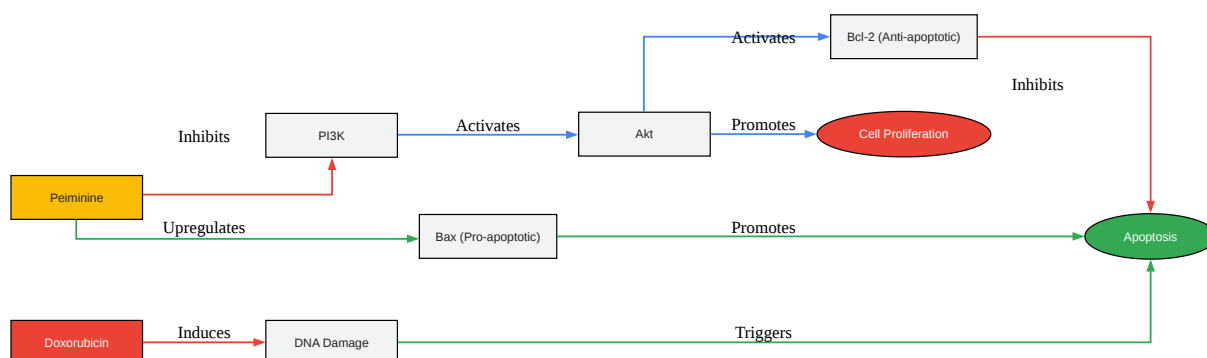 Activates
Bcl-2 (Anti-apoptotic)
Inhibits
Inhibits
PI3K
Activates
Akt
Promotes
Cell Proliferation
Peiminine
Upregulates
Bax (Pro-apoptotic)
Promotes
Apoptosis
Doxorubicin
Induces
DNA Damage
Triggers